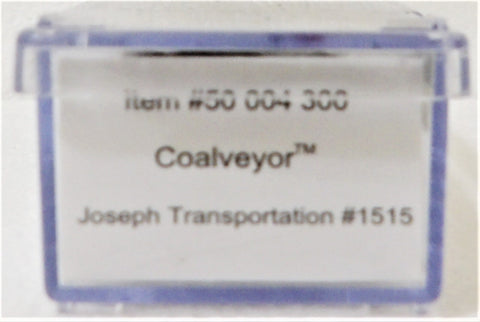 Item #50 004 300
Coalveyor™
Joseph Transportation #1515